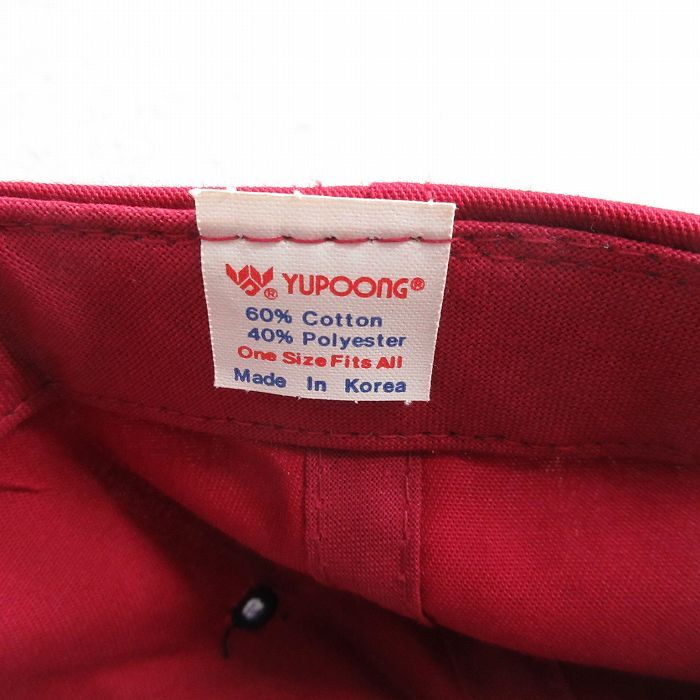 YUPOONG®
60% Cotton
40% Polyester
One Size Fits All
Made In Korea